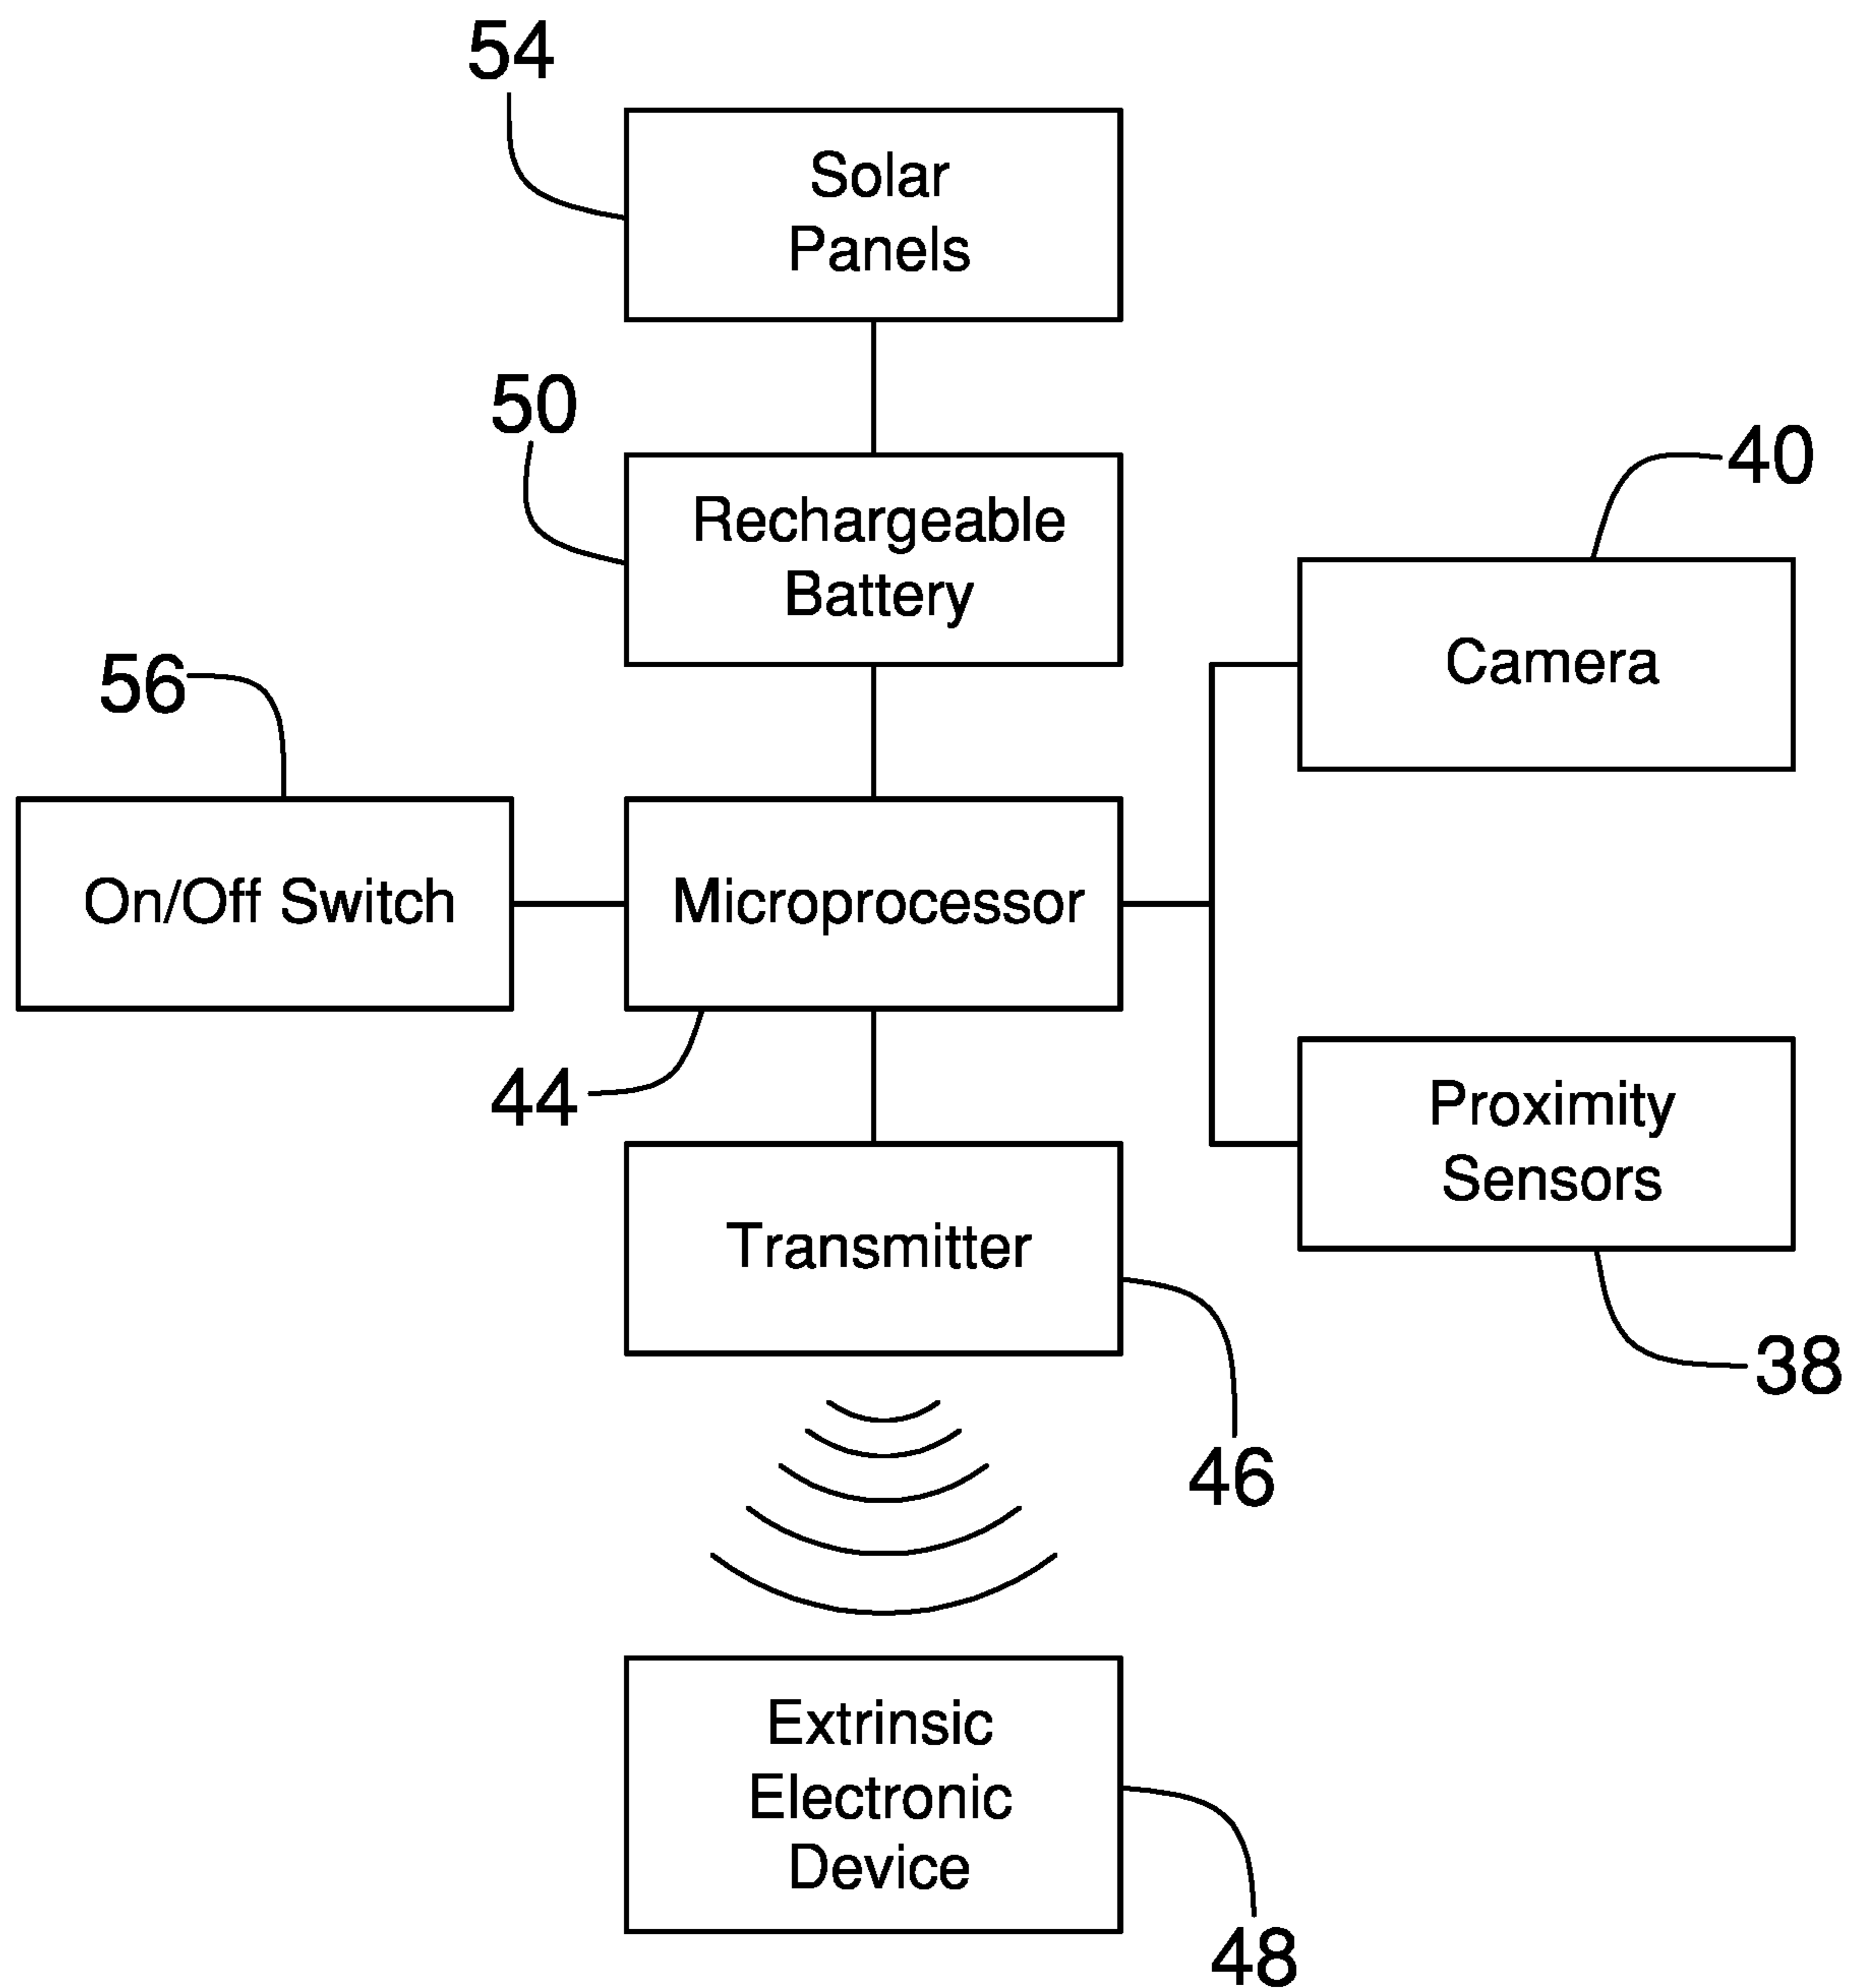 54
Solar
Panels
50
Rechargeable
Battery
40
Camera
56
On/Off Switch
Microprocessor
44
Proximity
Sensors
38
Transmitter
46
Extrinsic
Electronic
Device
48